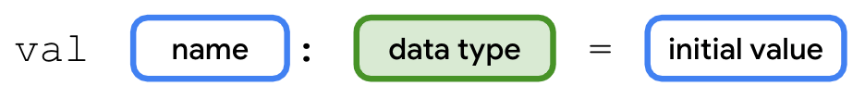 val name : data type = initial value